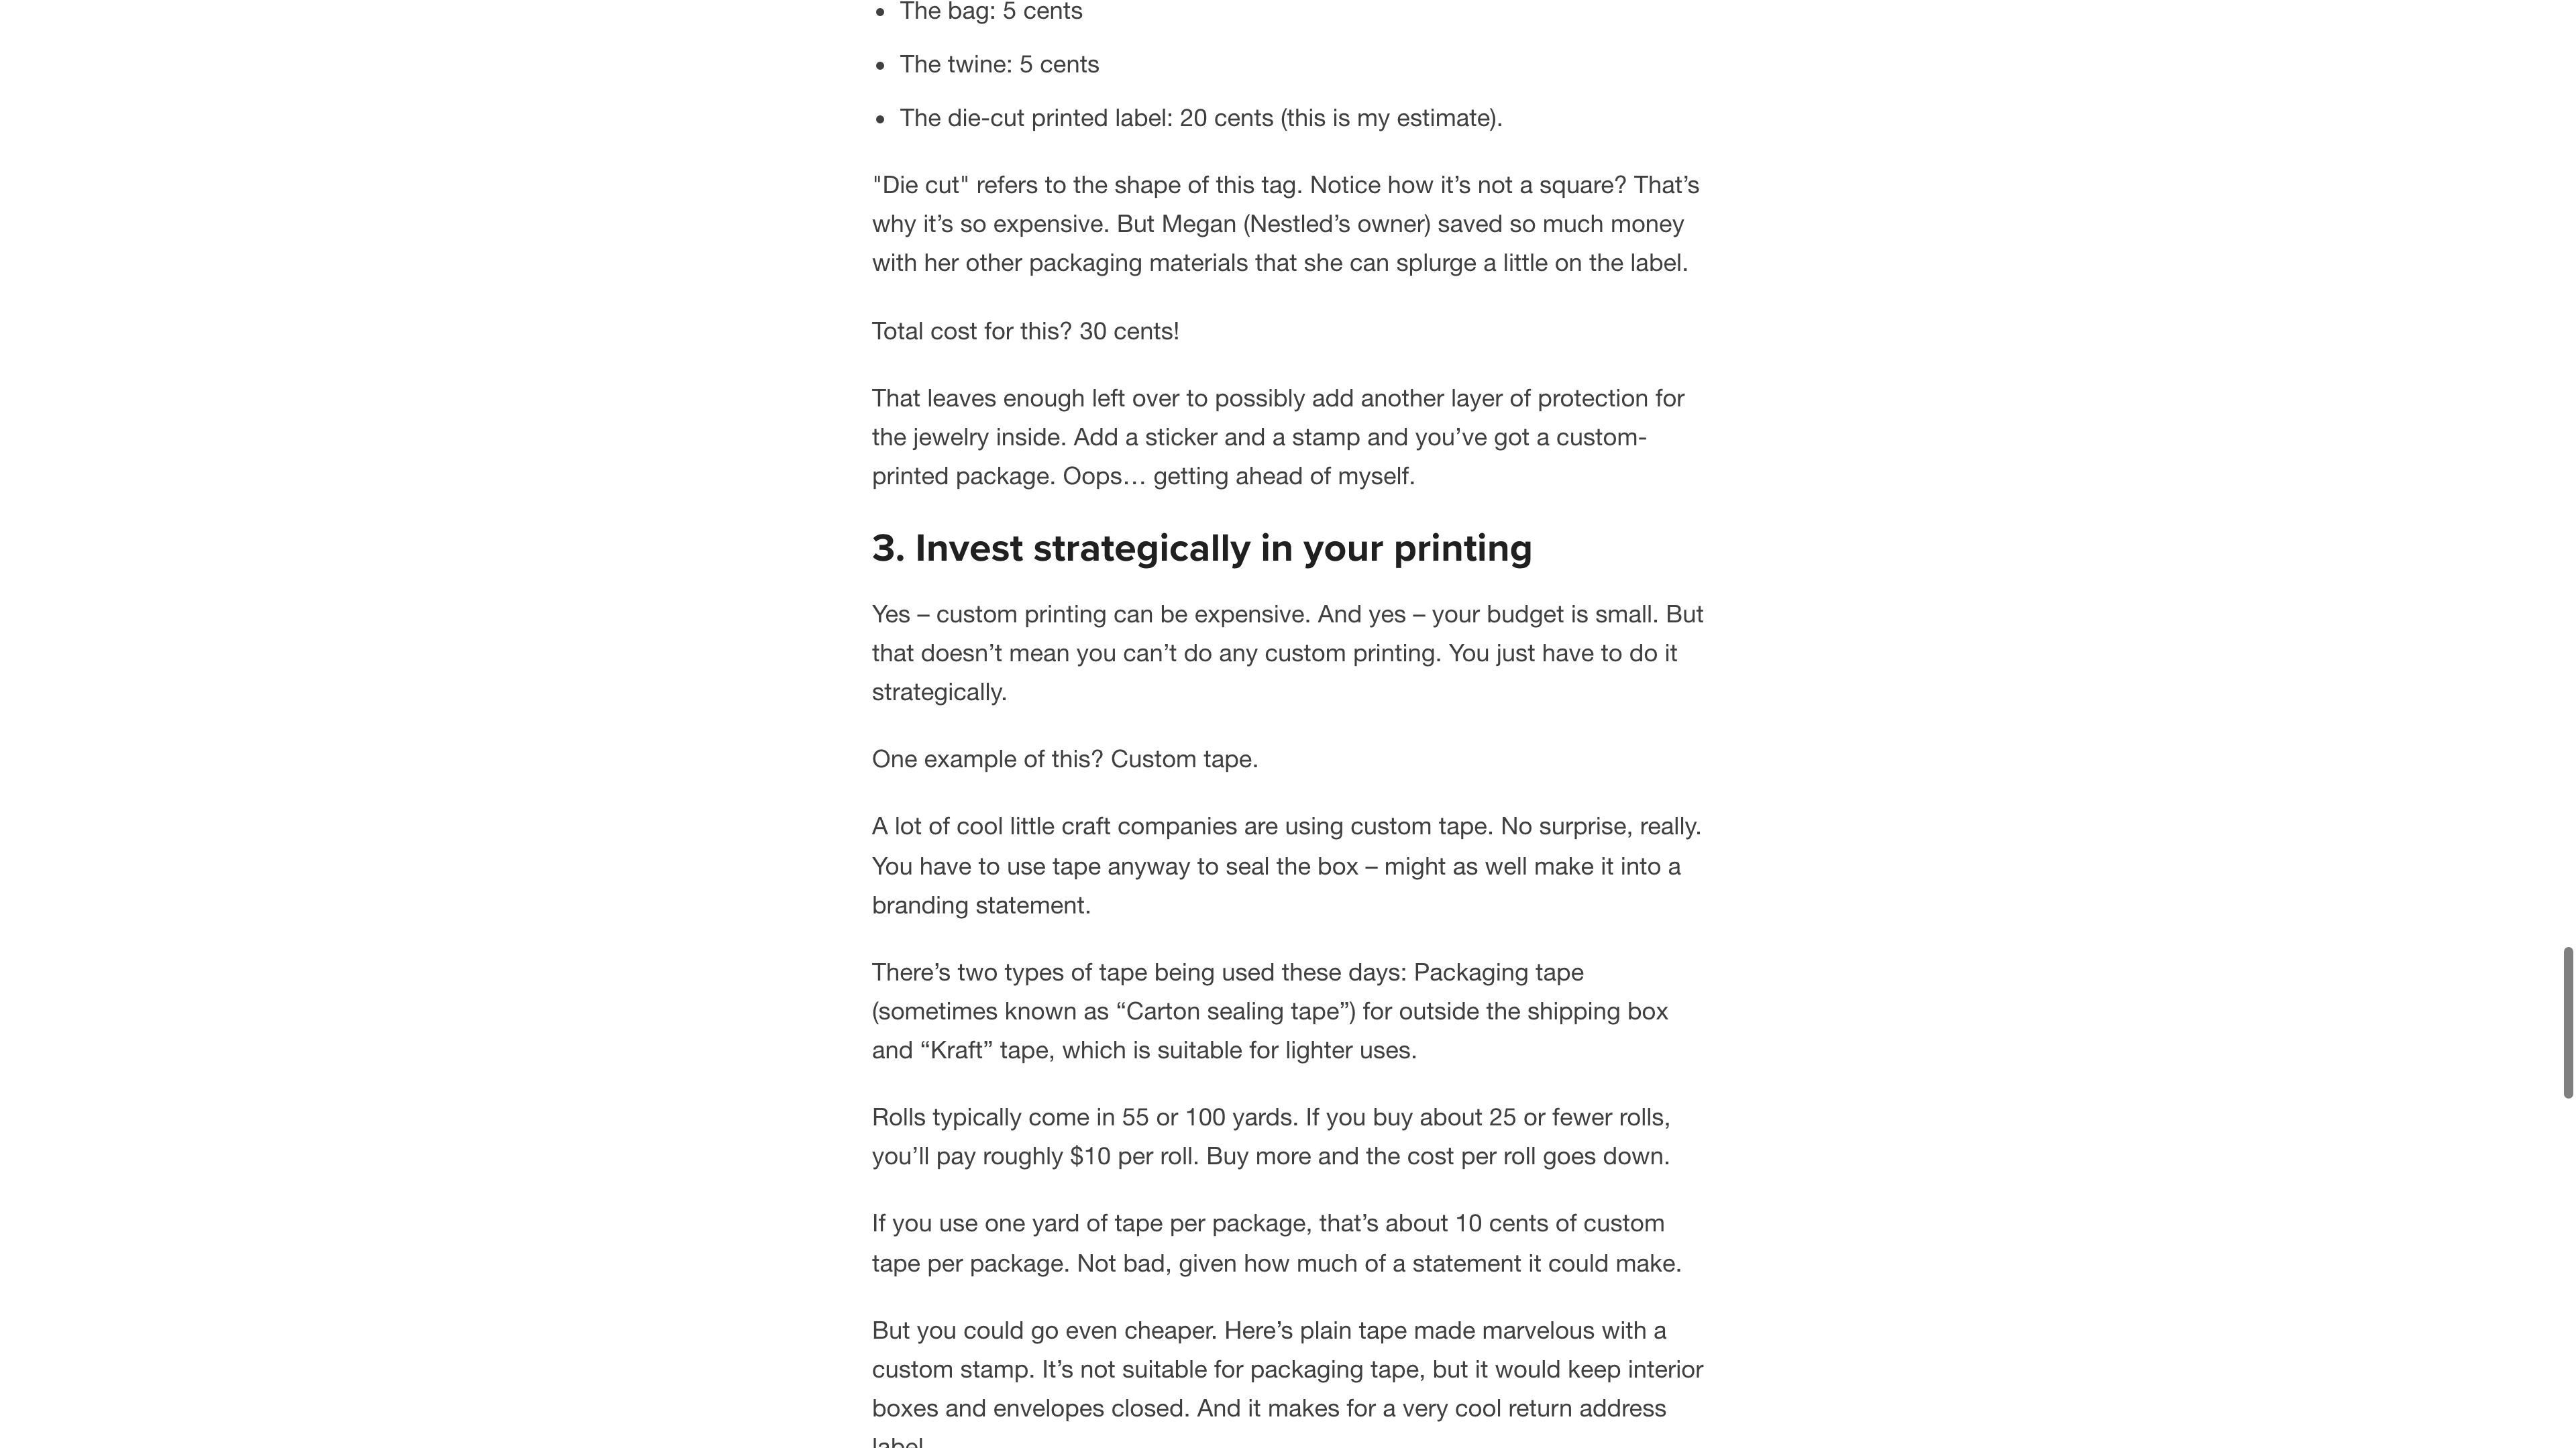 • The bag: 5 cents
• The twine: 5 cents
• The die-cut printed label: 20 cents (this is my estimate).
"Die cut" refers to the shape of this tag. Notice how it’s not a square? That’s
why it’s so expensive. But Megan (Nestled’s owner) saved so much money
with her other packaging materials that she can splurge a little on the label.
Total cost for this? 30 cents!
That leaves enough left over to possibly add another layer of protection for
the jewelry inside. Add a sticker and a stamp and you’ve got a custom-
printed package. Oops… getting ahead of myself.
3. Invest strategically in your printing
Yes – custom printing can be expensive. And yes – your budget is small. But
that doesn’t mean you can’t do any custom printing. You just have to do it
strategically.
One example of this? Custom tape.
A lot of cool little craft companies are using custom tape. No surprise, really.
You have to use tape anyway to seal the box – might as well make it into a
branding statement.
There’s two types of tape being used these days: Packaging tape
(sometimes known as “Carton sealing tape”) for outside the shipping box
and “Kraft” tape, which is suitable for lighter uses.
Rolls typically come in 55 or 100 yards. If you buy about 25 or fewer rolls,
you’ll pay roughly $10 per roll. Buy more and the cost per roll goes down.
If you use one yard of tape per package, that’s about 10 cents of custom
tape per package. Not bad, given how much of a statement it could make.
But you could go even cheaper. Here’s plain tape made marvelous with a
custom stamp. It’s not suitable for packaging tape, but it would keep interior
boxes and envelopes closed. And it makes for a very cool return address
label